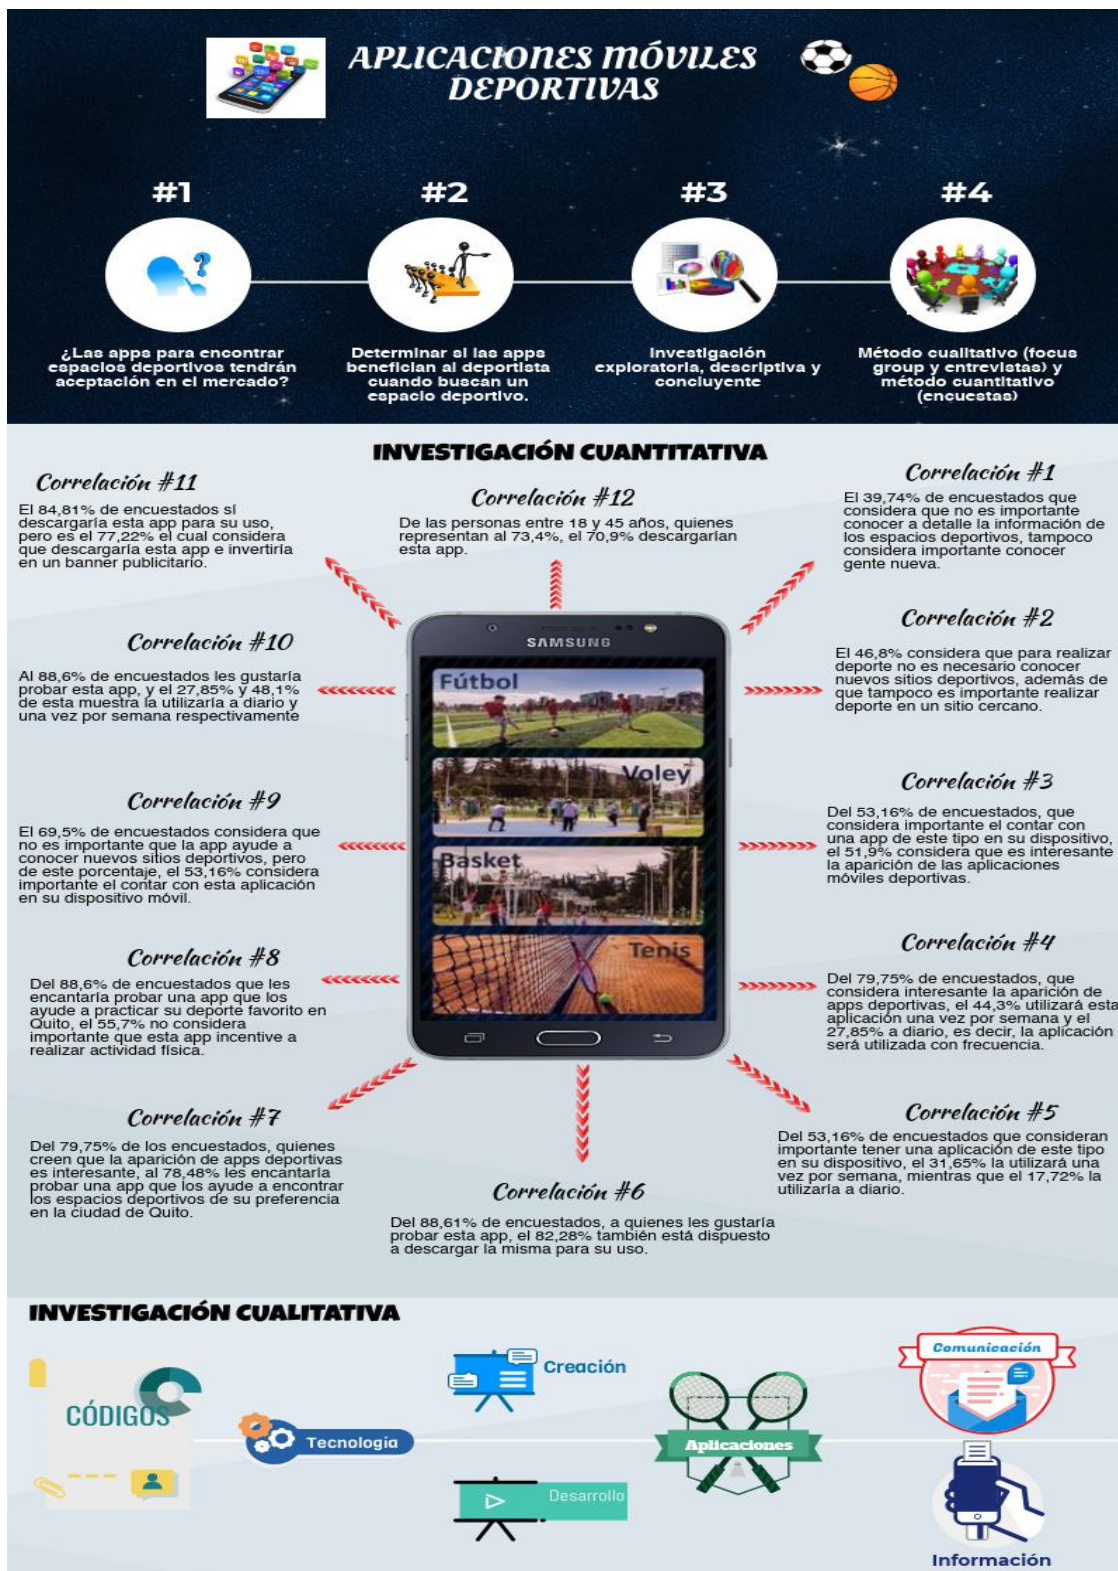 APLICACIONES MÓVILES
DEPORTIVAS
#1
#2
#3
#4
¿Las apps para encontrar
espacios deportivos tendrán
aceptación en el mercado?
Determinar si las apps
benefician al deportista
cuando buscan un
espacio deportivo.
Investigación
exploratoria, descriptiva y
concluyente
Método cualitativo (focus
group y entrevistas) y
método cuantitativo
(encuestas)
INVESTIGACIÓN CUANTITATIVA
Correlación #11
El 84,81% de encuestados sí
descargaría esta app para su uso,
pero es el 77,22% el cual considera
que descargaría esta app e invertiría
en un banner publicitario.
Correlación #12
De las personas entre 18 y 45 años, quienes
representan al 73,4%, el 70,9% descargarían
esta app.
Correlación #1
El 39,74% de encuestados que
considera que no es importante
conocer a detalle la información de
los espacios deportivos, tampoco
considera importante conocer
gente nueva.
Correlación #10
Al 88,6% de encuestados les gustaría
probar esta app, y el 27,85% y 48,1%
de esta muestra la utilizaría a diario y
una vez por semana respectivamente
Correlación #2
El 46,8% considera que para realizar
deporte no es necesario conocer
nuevos sitios deportivos, además de
que tampoco es importante realizar
deporte en un sitio cercano.
SAMSUNG
Fútbol
Voley
Basket
Tenis
Correlación #9
El 69,5% de encuestados considera que
no es importante que la app ayude a
conocer nuevos sitios deportivos, pero
de este porcentaje, el 53,16% considera
importante el contar con esta aplicación
en su dispositivo móvil.
Correlación #3
Del 53,16% de encuestados, que
considera importante el contar con
una app de este tipo en su dispositivo,
el 51,9% considera que es interesante
la aparición de las aplicaciones
móviles deportivas.
Correlación #8
Del 88,6% de encuestados que les
encantaría probar una app que los
ayude a practicar su deporte favorito en
Quito, el 55,7% no considera
importante que esta app incentive a
realizar actividad física.
Correlación #4
Del 79,75% de encuestados, que
considera interesante la aparición de
apps deportivas, el 44,3% utilizará esta
aplicación una vez por semana y el
27,85% a diario, es decir, la aplicación
será utilizada con frecuencia.
Correlación #7
Del 79,75% de los encuestados, quienes
creen que la aparición de apps deportivas
es interesante, al 78,48% les encantaría
probar una app que los ayude a encontrar
los espacios deportivos de su preferencia
en la ciudad de Quito.
Correlación #5
Del 53,16% de encuestados que consideran
importante tener una aplicación de este tipo
en su dispositivo, el 31,65% la utilizará una
vez por semana, mientras que el 17,72% la
utilizaría a diario.
Correlación #6
Del 88,61% de encuestados, a quienes les gustaría
probar esta app, el 82,28% también está dispuesto
a descargar la misma para su uso.
INVESTIGACIÓN CUALITATIVA
CÓDIGOS
Tecnología
Creación
Desarrollo
Aplicaciones
Comunicación
Información